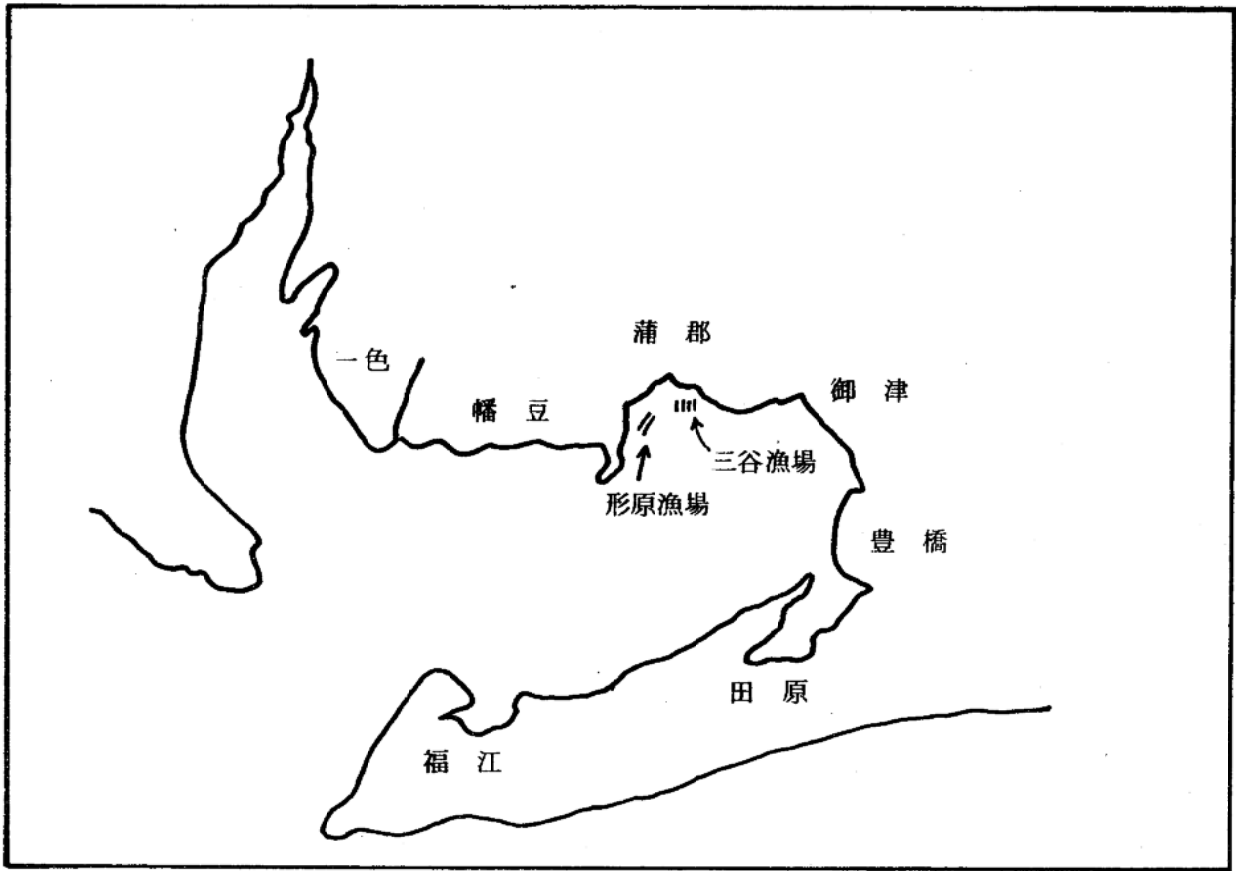 蒲 郡
一色
御 津
幡 豆
三谷漁場
形原漁場
豊 橋
田 原
福 江